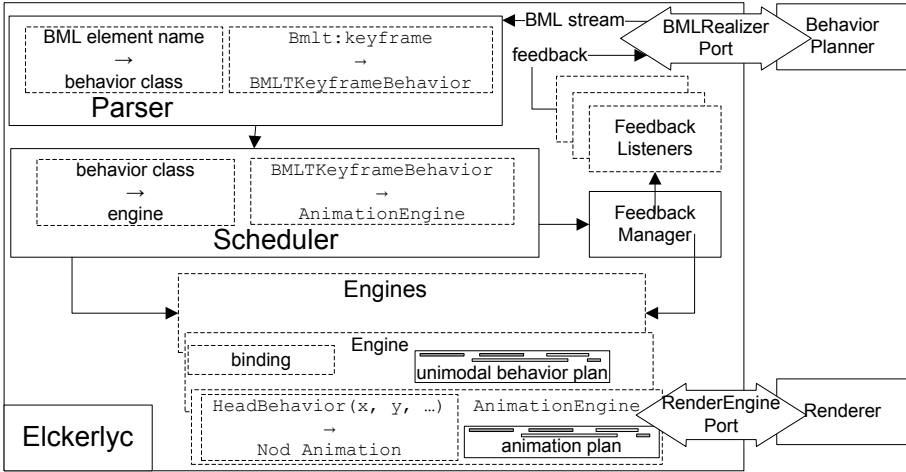 BML element name
→
behavior class
Bmlt:keyframe
→
BMLTKeyframeBehavior
Parser
BML stream
feedback
BMLRealizer
Port
Behavior
Planner
Feedback
Listeners
behavior class
→
engine
BMLTKeyframeBehavior
→
AnimationEngine
Scheduler
Feedback
Manager
Engines
Engine
binding
unimodal behavior plan
HeadBehavior(x, y, …)
→
Nod Animation
AnimationEngine
animation plan
RenderEngine
Port
Renderer
Elckerlyc